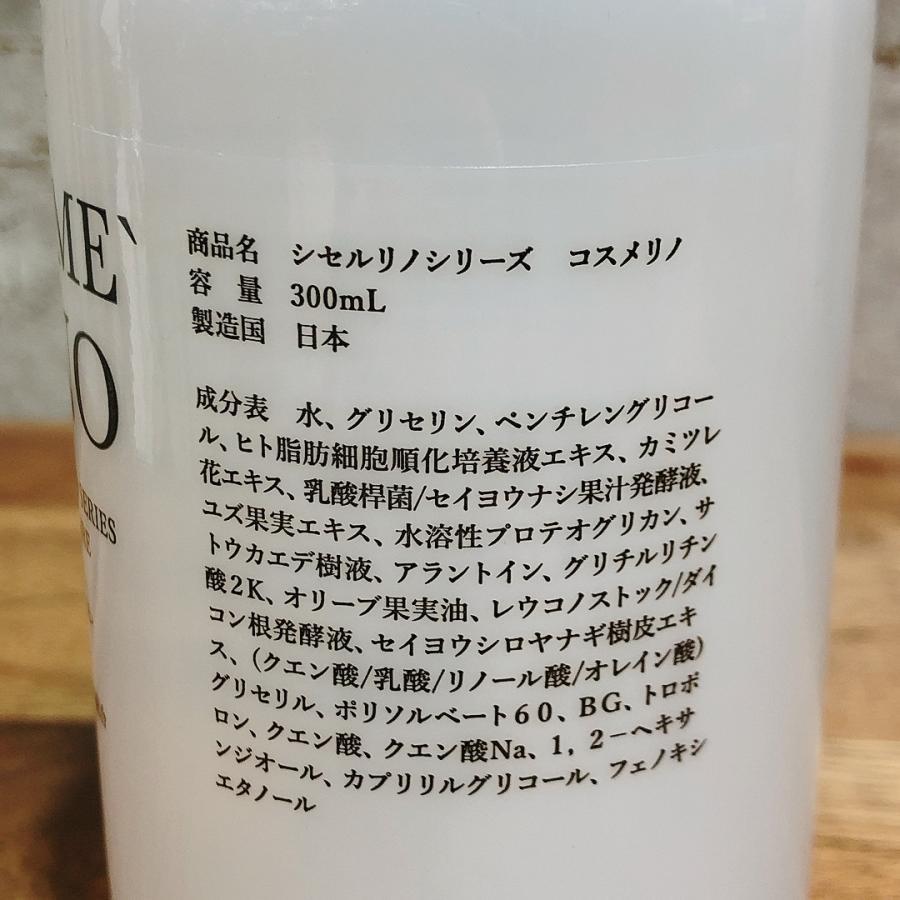 商品名 シセルリノシリーズ コスメリノ
容 量 300mL
製造国 日本
成分表 水、グリセリン、ペンチレングリコー
ル、ヒト脂肪細胞順化培養液エキス、カミツレ
花エキス、乳酸桿菌/セイヨウナシ果汁発酵液、
ユズ果実エキス、水溶性プロテオグリカン、サ
トウカエデ樹液、アラントイン、グリチルリチン
酸2K、オリーブ果実油、レウコノストック/ダイ
コン根発酵液、セイヨウシロヤナギ樹皮エキ
ス、(クエン酸/乳酸/リノール酸/オレイン酸)
グリセリル、ポリソルベート60、BG、トロポ
ロン、クエン酸、クエン酸Na、1,2-ヘキサ
ンジオール、カプリリルグリコール、フェノキシ
エタノール